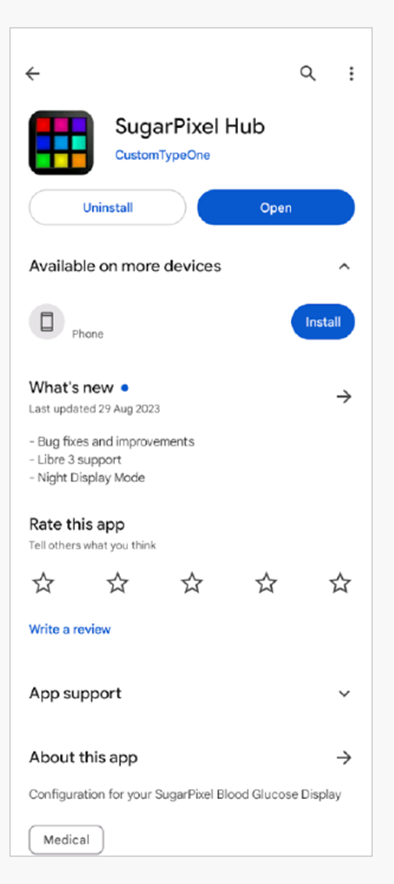 SugarPixel Hub
CustomTypeOne
Uninstall
Open
Available on more devices
Phone
Install
What's new
Last updated 29 Aug 2023
- Bug fixes and improvements
- Libre 3 support
- Night Display Mode
Rate this app
Tell others what you think
Write a review
App support
About this app
Configuration for your SugarPixel Blood Glucose Display
Medical